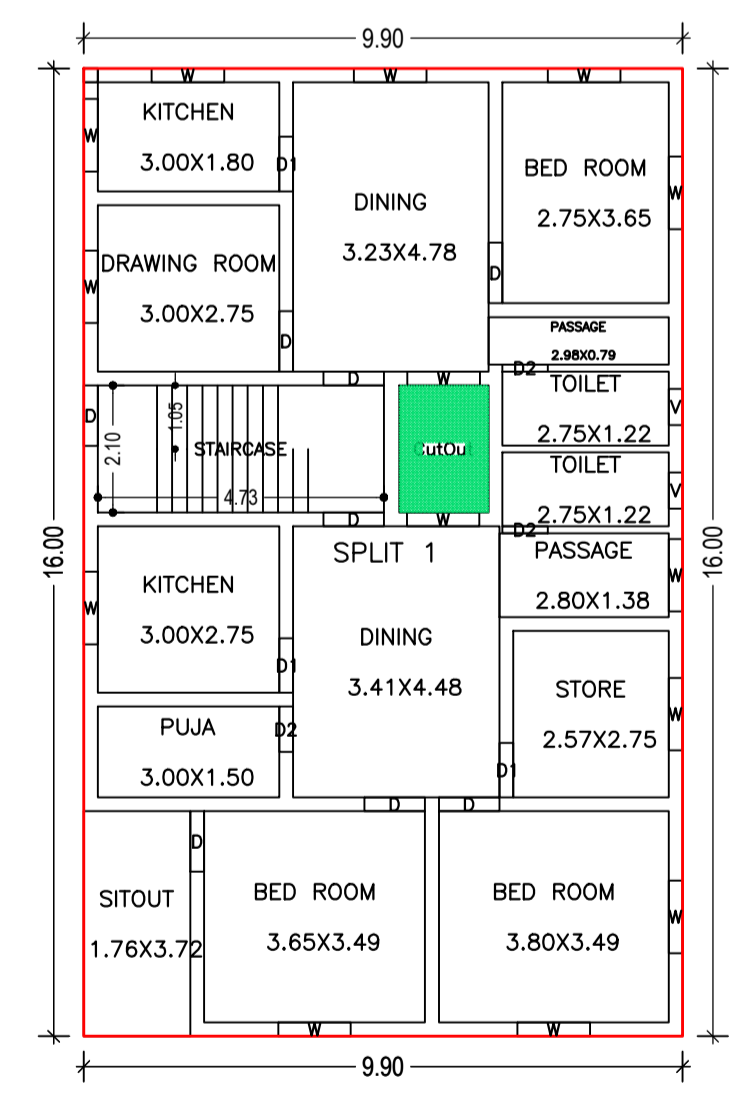 9.90
W W W
KITCHEN
3.00X1.80
W
D1
DINING
3.23X4.78
BED ROOM
2.75X3.65
W
DRAWING ROOM
3.00X2.75
W
D
D
PASSAGE
2.98X0.79
D W D2
TOILET
2.75X1.22
V
D
2.10
1.05
STAIRCASE
4.73
CutOut
TOILET
2.75X1.22
V
D W D2
16.00
16.00
SPLIT 1
PASSAGE
2.80X1.38
W
KITCHEN
3.00X2.75
W
D1
DINING
3.41X4.48
STORE
2.57X2.75
W
D1
PUJA
3.00X1.50
D2
D D
D
SITOUT
1.76X3.72
BED ROOM
3.65X3.49
BED ROOM
3.80X3.49
W
W W
9.90